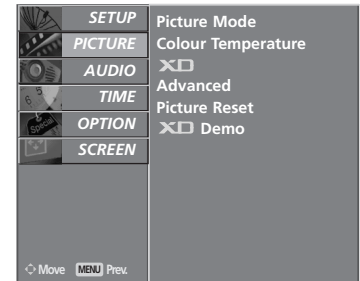 SETUP
PICTURE
AUDIO
TIME
OPTION
SCREEN
Picture Mode
Colour Temperature
XD
Advanced
Picture Reset
XD Demo
Move MENU Prev.